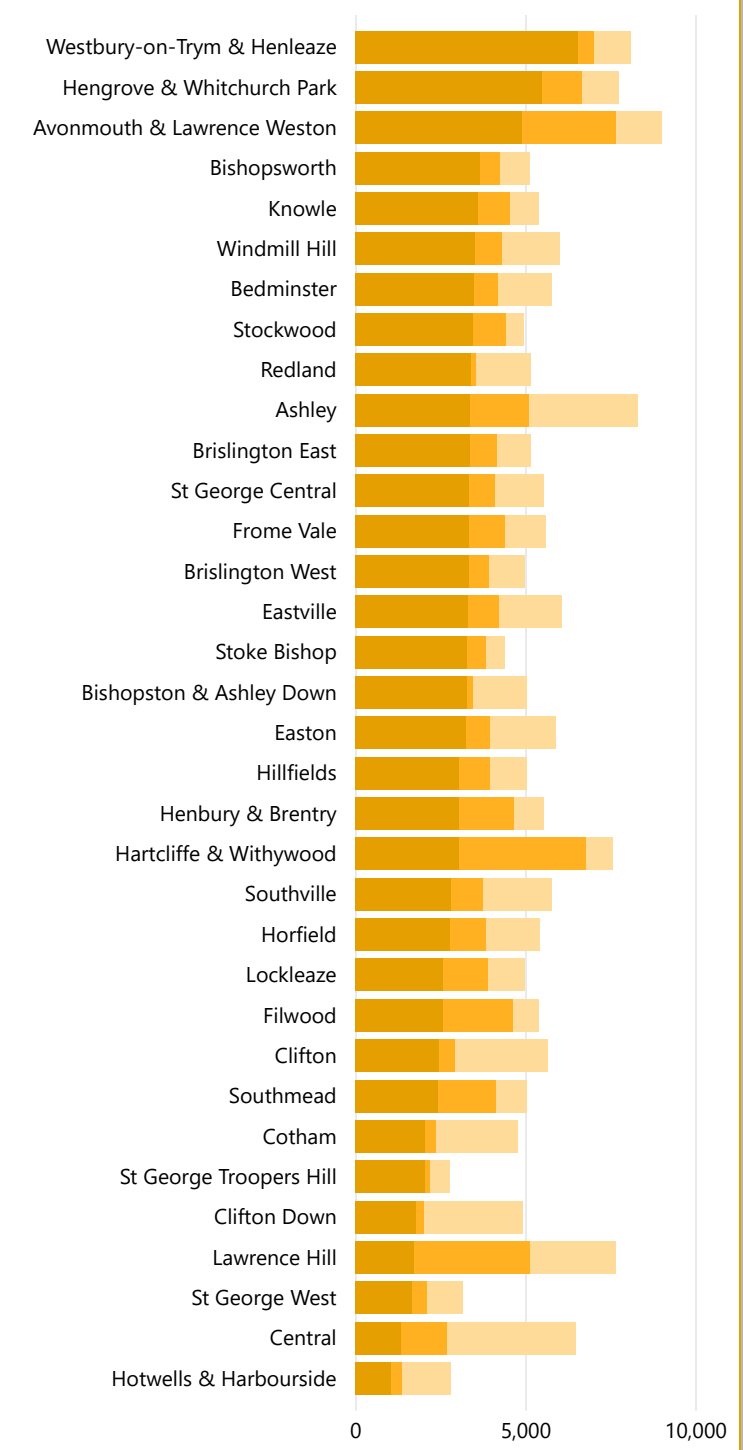 Westbury-on-Trym & Henleaze
Hengrove & Whitchurch Park
Avonmouth & Lawrence Weston
Bishopsworth
Knowle
Windmill Hill
Bedminster
Stockwood
Redland
Ashley
Brislington East
St George Central
Frome Vale
Brislington West
Eastville
Stoke Bishop
Bishopston & Ashley Down
Easton
Hillfields
Henbury & Brentry
Hartcliffe & Withywood
Southville
Horfield
Lockleaze
Filwood
Clifton
Southmead
Cotham
St George Troopers Hill
Clifton Down
Lawrence Hill
St George West
Central
Hotwells & Harbourside
0 5,000 10,000